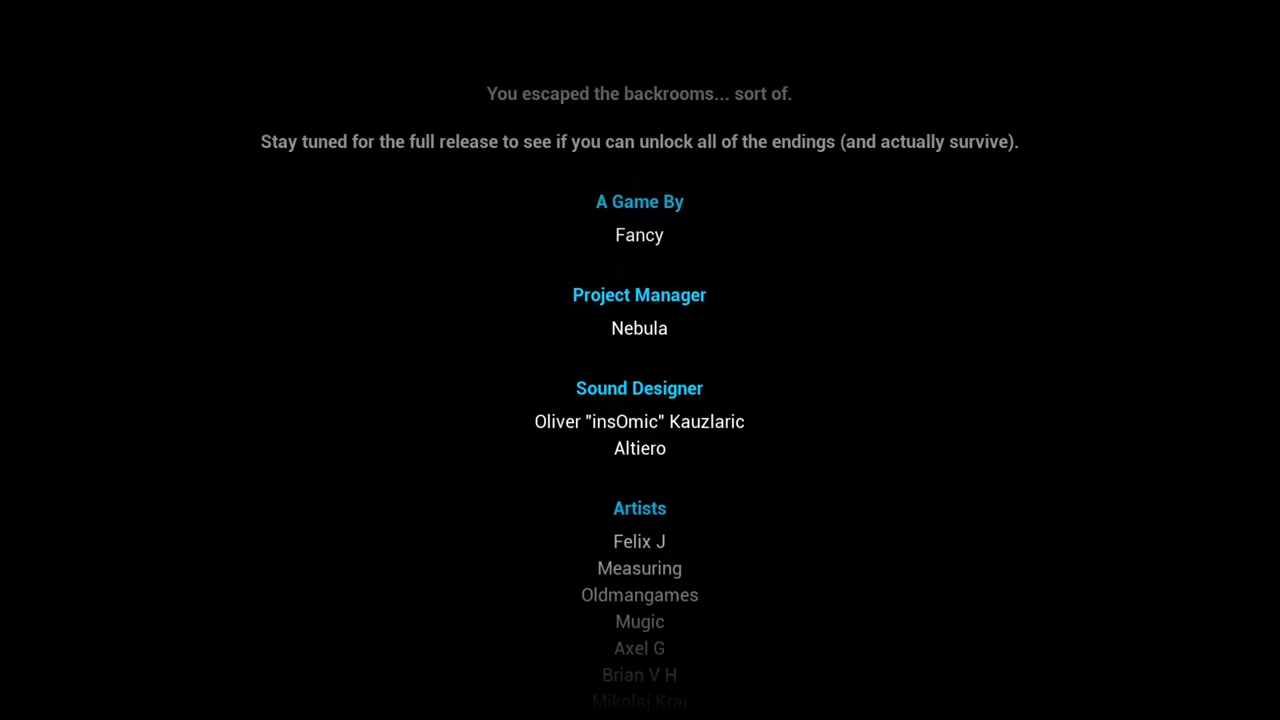 You escaped the backrooms... sort of.
Stay tuned for the full release to see if you can unlock all of the endings (and actually survive).
A Game By
Fancy
Project Manager
Nebula
Sound Designer
Oliver "insOmic" Kauzlaric
Altiero
Artists
Felix J
Measuring
Oldmangames
Mugic
Axel G
Brian V H
Mikolaj Kraj